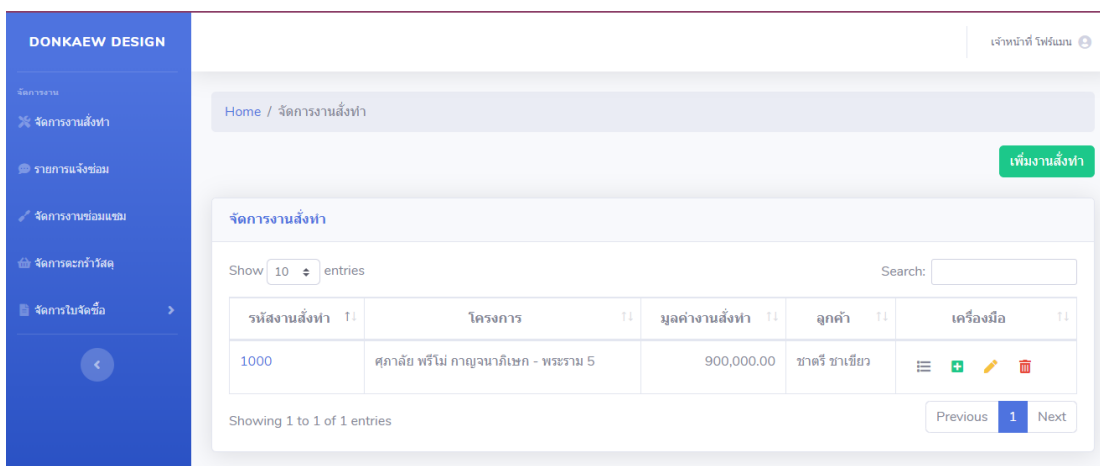 DONKAEW DESIGN
เจ้าหน้าที่ โฟร์แมน
จัดการงาน
จัดการงานสั่งทำ
รายการแจ้งซ่อม
จัดการงานซ่อมแซม
จัดการตะกร้าวัสดุ
จัดการใบจัดซื้อ
Home / จัดการงานสั่งทำ
เพิ่มงานสั่งทำ
จัดการงานสั่งทำ
Show 10 entries
Search:
รหัสงานสั่งทำ โครงการ มูลค่างานสั่งทำ ลูกค้า เครื่องมือ
1000 ศุภาลัย พรีโม่ กาญจนาภิเษก - พระราม 5 900,000.00 ชาตรี ชาเขียว
Showing 1 to 1 of 1 entries
Previous 1 Next